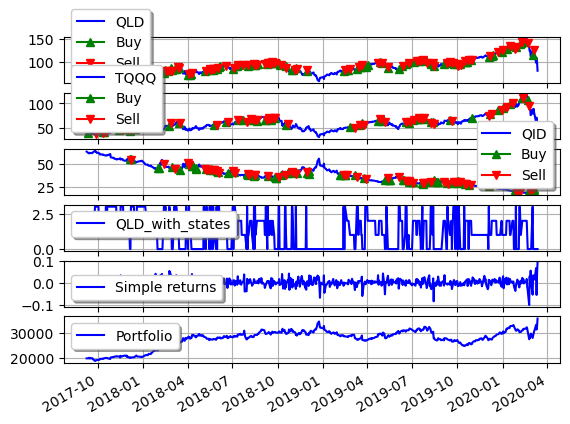 QLD
Buy
Sell
150
100
TQQQ
Buy
Sell
100
50
QID
Buy
Sell
50
25
QLD_with_states
2.5
0.0
Simple returns
0.1
0.0
−0.1
Portfolio
30000
20000
2017-10
2018-01
2018-04
2018-07
2018-10
2019-01
2019-04
2019-07
2019-10
2020-01
2020-04